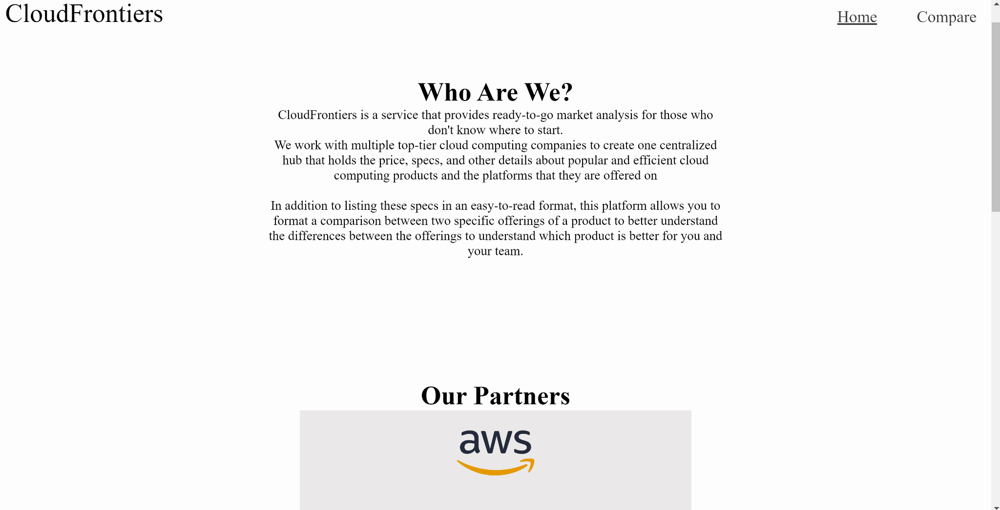 CloudFrontiers
Home
Compare
Who Are We?
CloudFrontiers is a service that provides ready-to-go market analysis for those who
don't know where to start.
We work with multiple top-tier cloud computing companies to create one centralized
hub that holds the price, specs, and other details about popular and efficient cloud
computing products and the platforms that they are offered on
In addition to listing these specs in an easy-to-read format, this platform allows you to
format a comparison between two specific offerings of a product to better understand
the differences between the offerings to understand which product is better for you and
your team.
Our Partners
aws